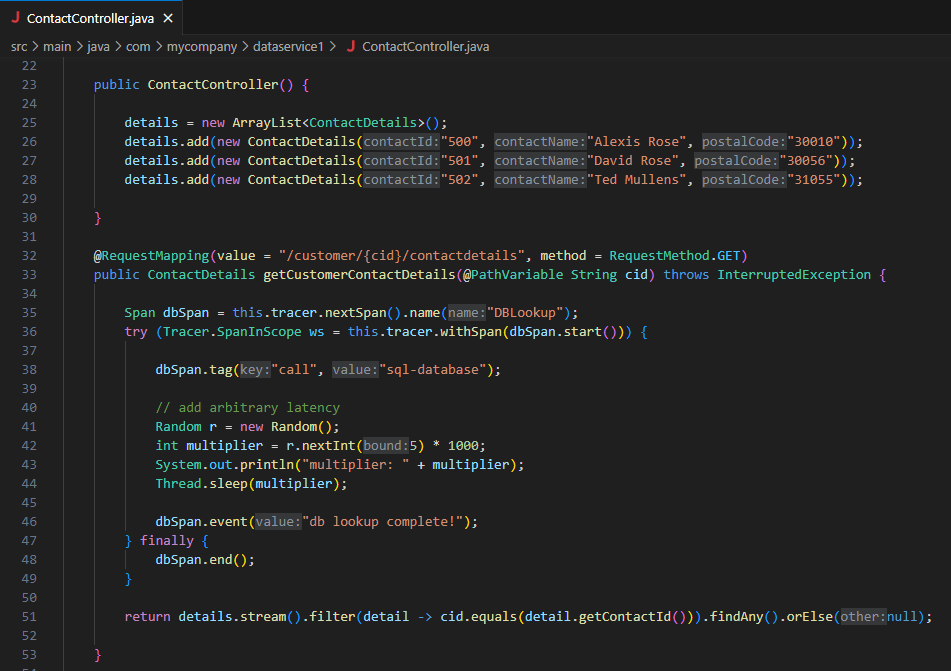 ContactController.java ×
src > main > java > com > mycompany > dataservice1 > ContactController.java
22
23 public ContactController() {
24
25 details = new ArrayList<ContactDetails>();
26 details.add(new ContactDetails(contactId:"500", contactName:"Alexis Rose", postalCode:"30010"));
27 details.add(new ContactDetails(contactId:"501", contactName:"David Rose", postalCode:"30056"));
28 details.add(new ContactDetails(contactId:"502", contactName:"Ted Mullens", postalCode:"31055"));
29
30 }
31
32 @RequestMapping(value = "/customer/{cid}/contactdetails", method = RequestMethod.GET)
33 public ContactDetails getCustomerContactDetails(@PathVariable String cid) throws InterruptedException {
34
35 Span dbSpan = this.tracer.nextSpan().name(name:"DBLookup");
36 try (Tracer.SpanInScope ws = this.tracer.withSpan(dbSpan.start())) {
37
38 dbSpan.tag(key:"call", value:"sql-database");
39
40 // add arbitrary latency
41 Random r = new Random();
42 int multiplier = r.nextInt(bound:5) * 1000;
43 System.out.println("multiplier: " + multiplier);
44 Thread.sleep(multiplier);
45
46 dbSpan.event(value:"db lookup complete!");
47 } finally {
48 dbSpan.end();
49 }
50
51 return details.stream().filter(detail -> cid.equals(detail.getContactId())).findAny().orElse(other:null);
52
53 }